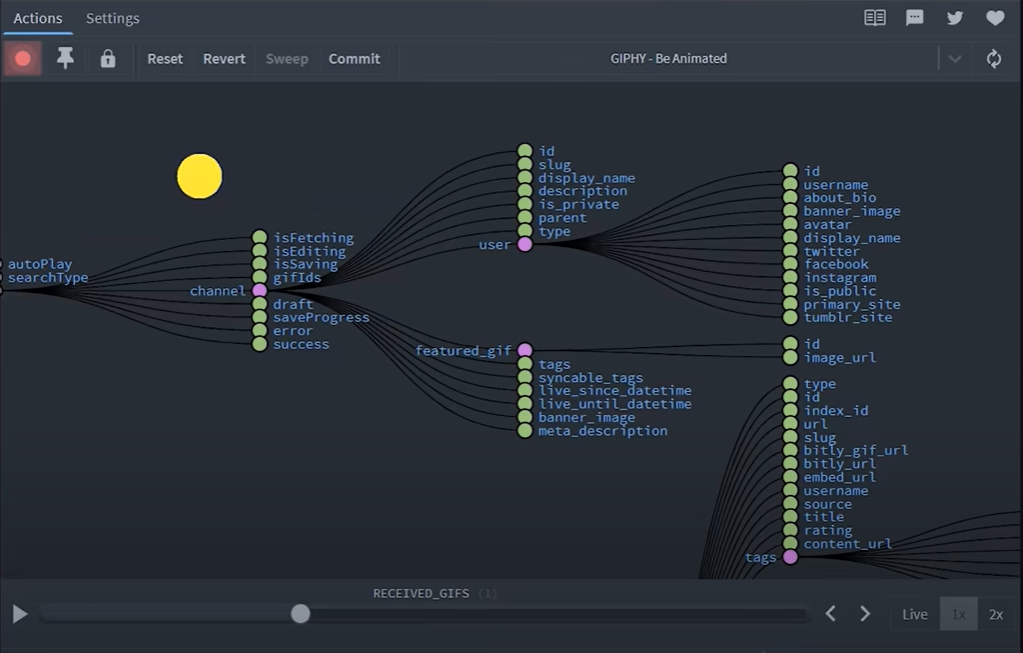 Actions Settings
Reset Revert Sweep Commit GIPHY - Be Animated
autoPlay
searchType
isFetching
isEditing
isSaving
gifIds
channel
draft
saveProgress
error
success
id
slug
display_name
description
is_private
parent
type
user
featured_gif
tags
syncable_tags
live_since_datetime
live_until_datetime
banner_image
meta_description
id
username
about_bio
banner_image
avatar
display_name
twitter
facebook
instagram
is_public
primary_site
tumblr_site
id
image_url
type
id
index_id
url
slug
bitly_gif_url
bitly_url
embed_url
username
source
title
rating
content_url
tags
RECEIVED_GIFS (1)
Live 1x 2x